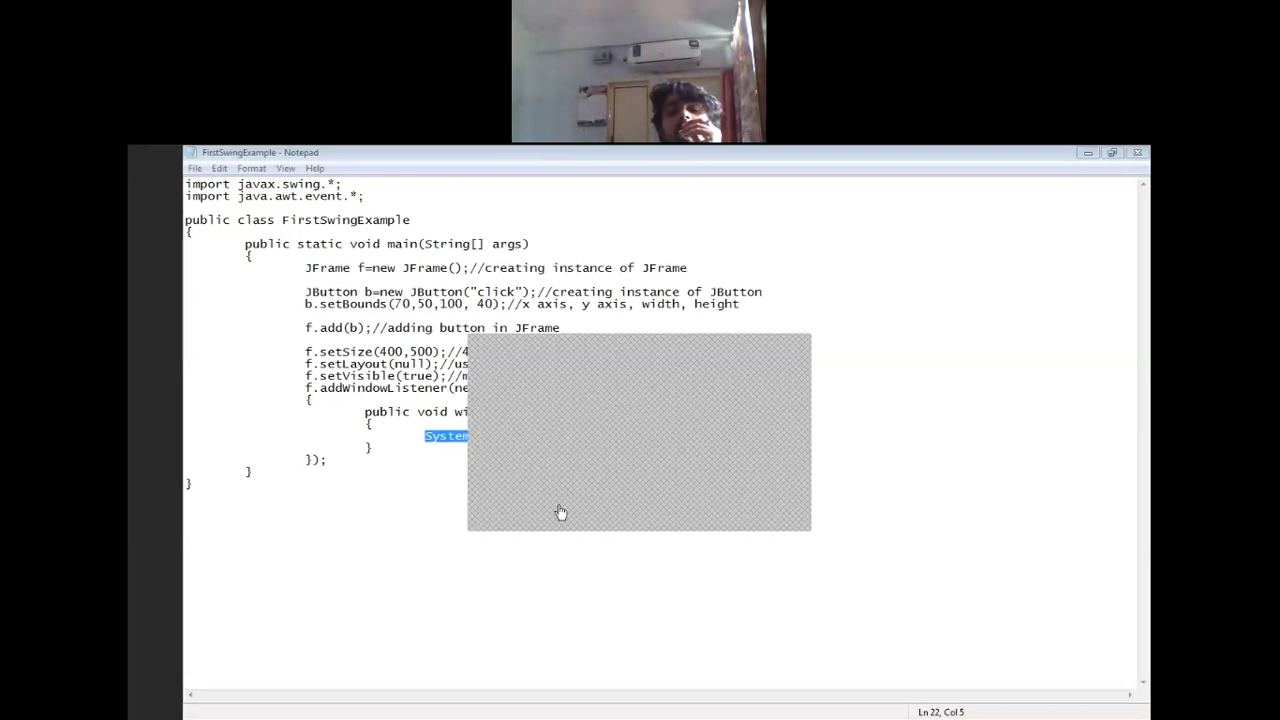 FirstSwingExample - Notepad
File Edit Format View Help
import javax.swing.*;
import java.awt.event.*;
public class FirstSwingExample
{
public static void main(String[] args)
{
JFrame f=new JFrame();//creating instance of JFrame
JButton b=new JButton("click");//creating instance of JButton
b.setBounds(70,50,100, 40);//x axis, y axis, width, height
f.add(b);//adding button in JFrame
f.setSize(400,500);//4
f.setLayout(null);//us
f.setVisible(true);//m
f.addWindowListener(ne
{
public void wi
{
System
}
});
}
}
Ln 22, Col 5